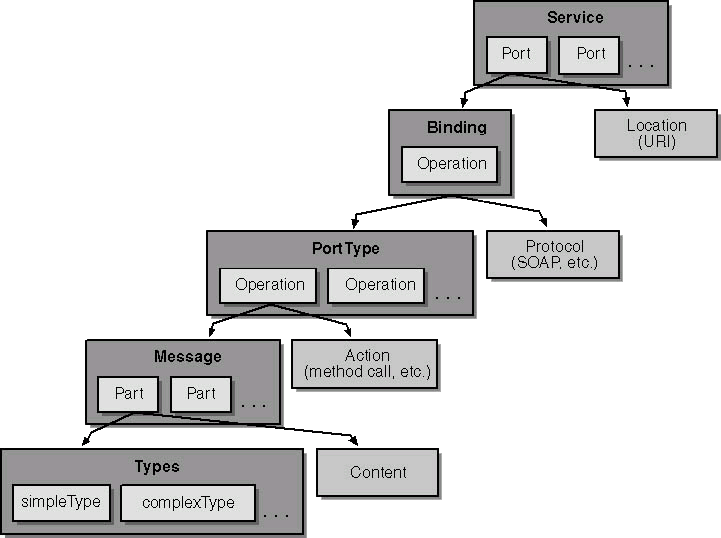 Service
Port
Port
. . .
Binding
Operation
Location
(URI)
PortType
Operation
Operation
. . .
Protocol
(SOAP, etc.)
Message
Part
Part
. . .
Action
(method call, etc.)
Types
simpleType
complexType
. . .
Content